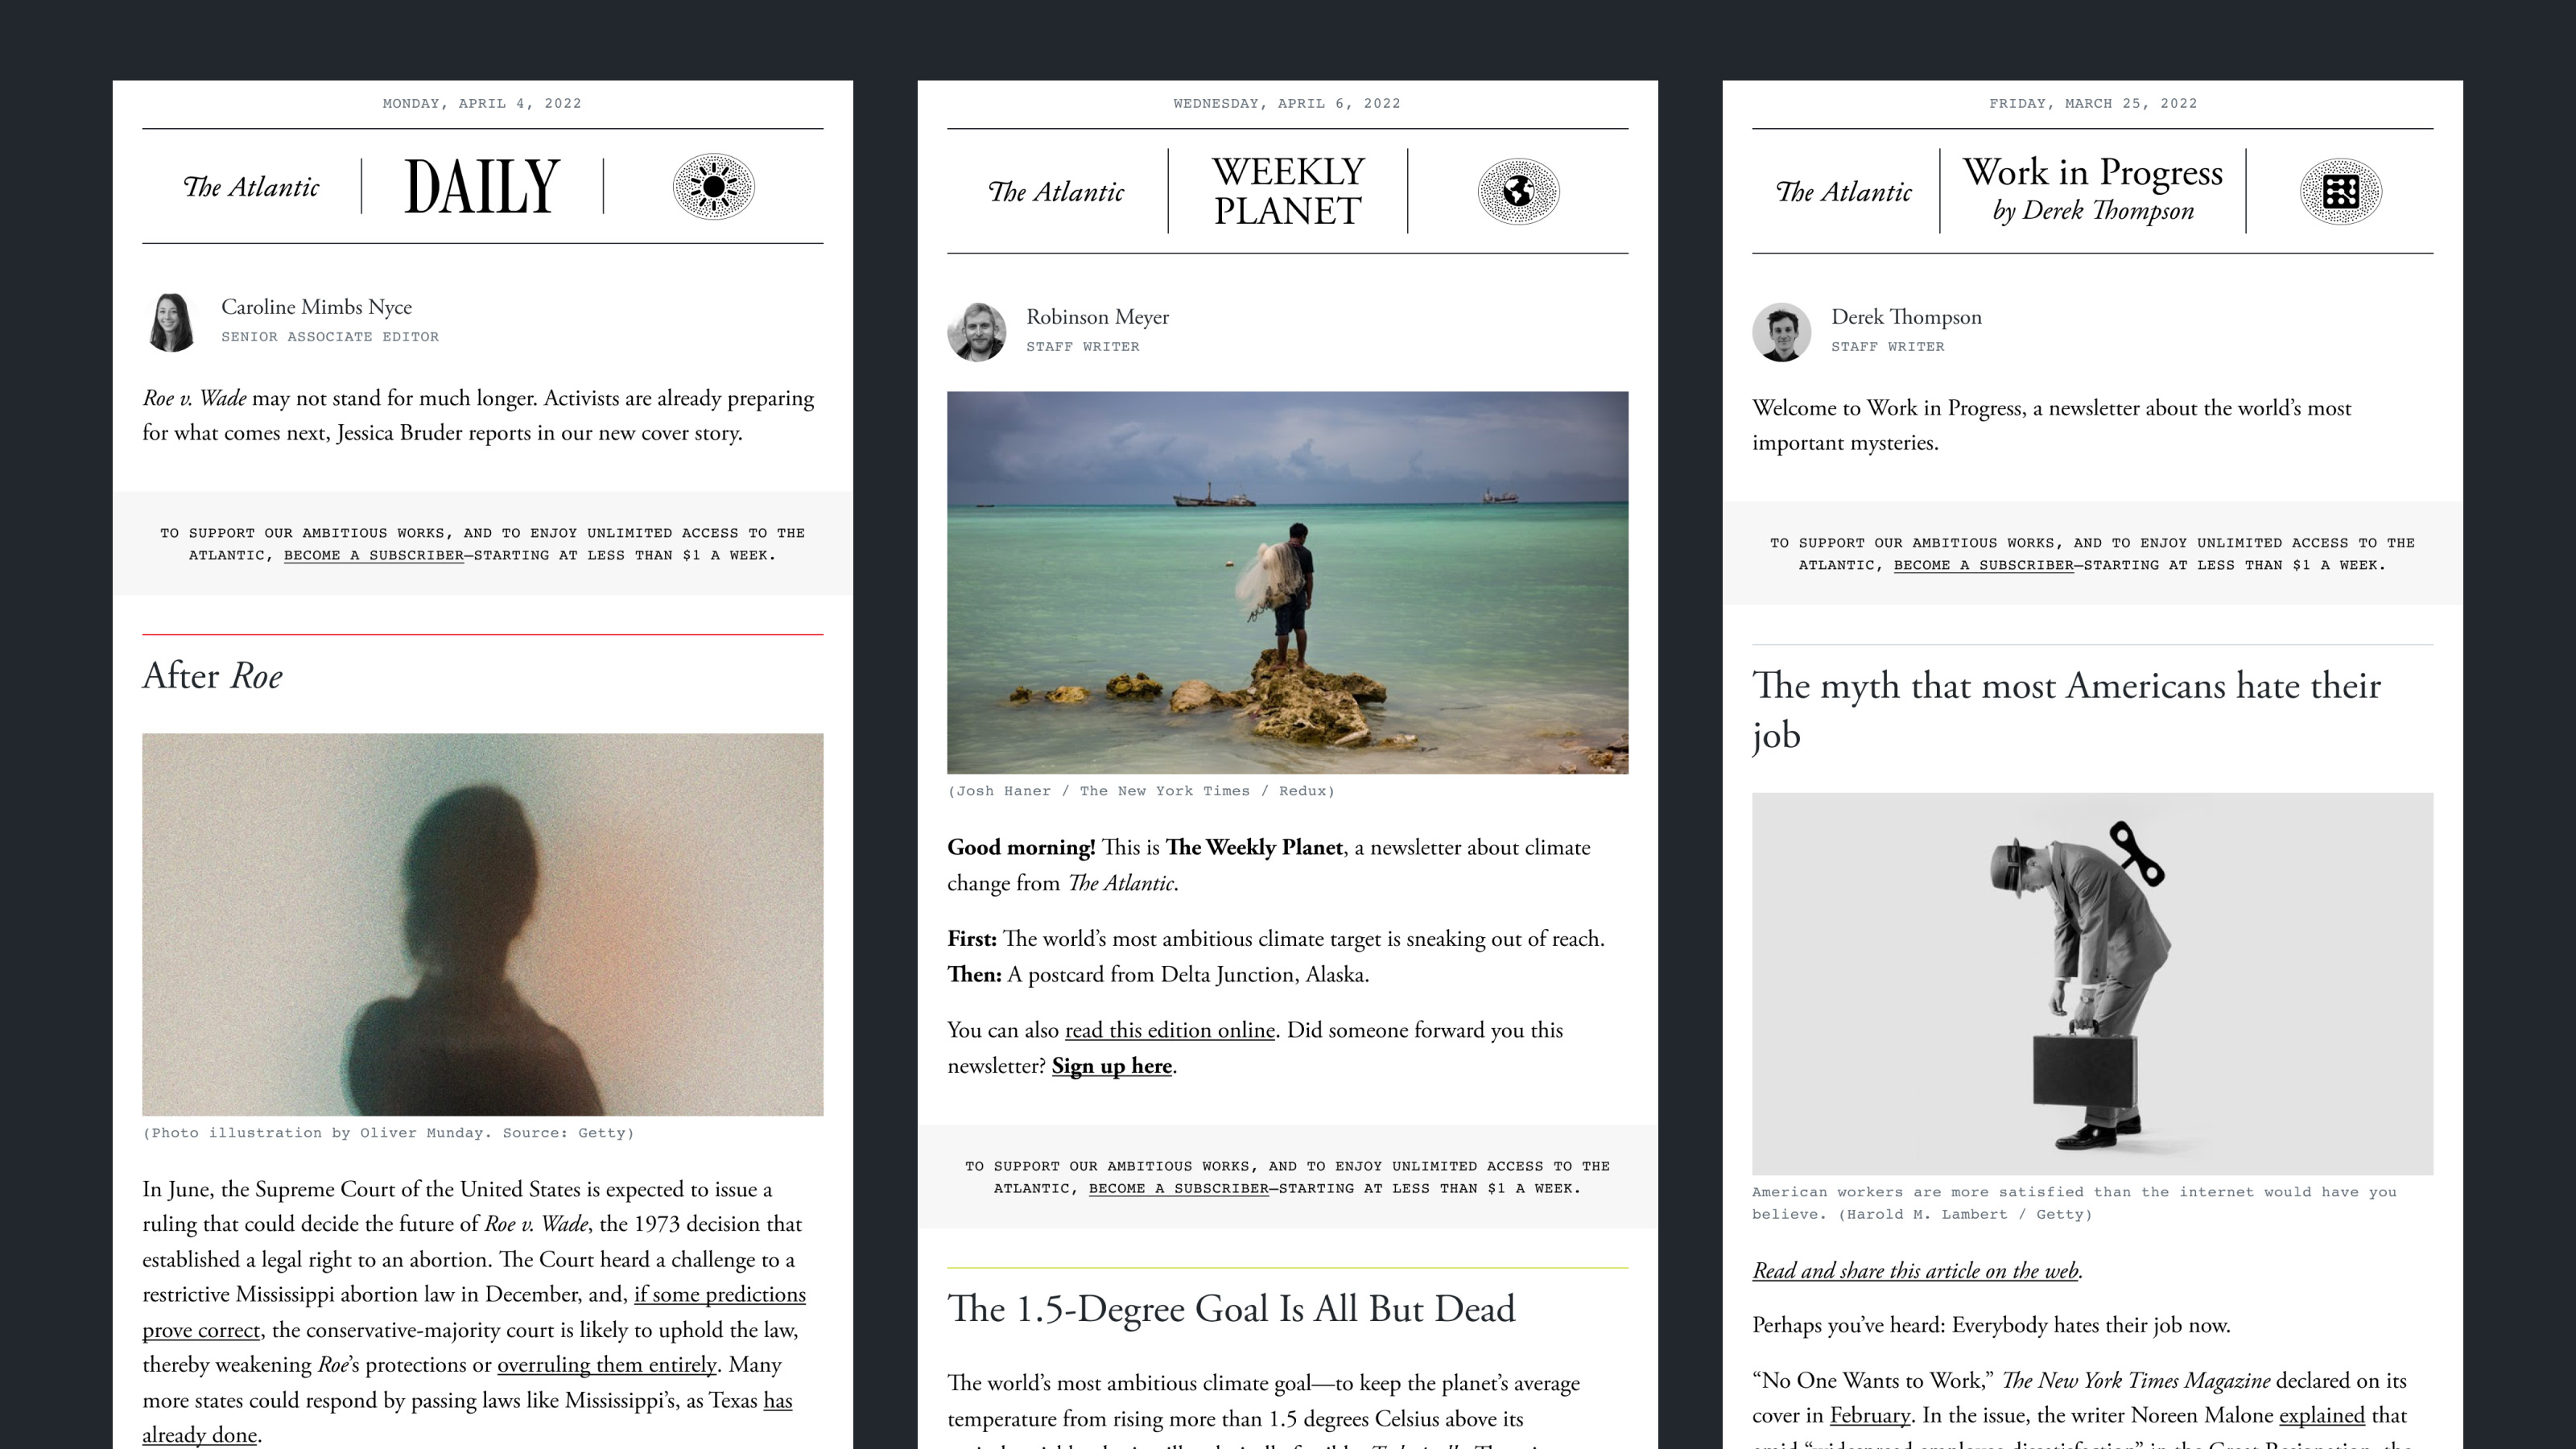 MONDAY, APRIL 4, 2022
The Atlantic
DAILY
Caroline Mimbs Nyce
SENIOR ASSOCIATE EDITOR
Roe v. Wade may not stand for much longer. Activists are already preparing
for what comes next, Jessica Bruder reports in our new cover story.
TO SUPPORT OUR AMBITIOUS WORKS, AND TO ENJOY UNLIMITED ACCESS TO THE
ATLANTIC, BECOME A SUBSCRIBER—STARTING AT LESS THAN $1 A WEEK.
After Roe
(Photo illustration by Oliver Munday. Source: Getty)
In June, the Supreme Court of the United States is expected to issue a
ruling that could decide the future of Roe v. Wade, the 1973 decision that
established a legal right to an abortion. The Court heard a challenge to a
restrictive Mississippi abortion law in December, and, if some predictions
prove correct, the conservative-majority court is likely to uphold the law,
thereby weakening Roe’s protections or overruling them entirely. Many
more states could respond by passing laws like Mississippi’s, as Texas has
already done.
WEDNESDAY, APRIL 6, 2022
The Atlantic
WEEKLY
PLANET
Robinson Meyer
STAFF WRITER
(Josh Haner / The New York Times / Redux)
Good morning! This is The Weekly Planet, a newsletter about climate
change from The Atlantic.
First: The world’s most ambitious climate target is sneaking out of reach.
Then: A postcard from Delta Junction, Alaska.
You can also read this edition online. Did someone forward you this
newsletter? Sign up here.
TO SUPPORT OUR AMBITIOUS WORKS, AND TO ENJOY UNLIMITED ACCESS TO THE
ATLANTIC, BECOME A SUBSCRIBER—STARTING AT LESS THAN $1 A WEEK.
The 1.5-Degree Goal Is All But Dead
The world’s most ambitious climate goal—to keep the planet’s average
temperature from rising more than 1.5 degrees Celsius above its
FRIDAY, MARCH 25, 2022
The Atlantic
Work in Progress
by Derek Thompson
Derek Thompson
STAFF WRITER
Welcome to Work in Progress, a newsletter about the world’s most
important mysteries.
TO SUPPORT OUR AMBITIOUS WORKS, AND TO ENJOY UNLIMITED ACCESS TO THE
ATLANTIC, BECOME A SUBSCRIBER—STARTING AT LESS THAN $1 A WEEK.
The myth that most Americans hate their
job
American workers are more satisfied than the internet would have you
believe. (Harold M. Lambert / Getty)
Read and share this article on the web.
Perhaps you’ve heard: Everybody hates their job now.
“No One Wants to Work,” The New York Times Magazine declared on its
cover in February. In the issue, the writer Noreen Malone explained that